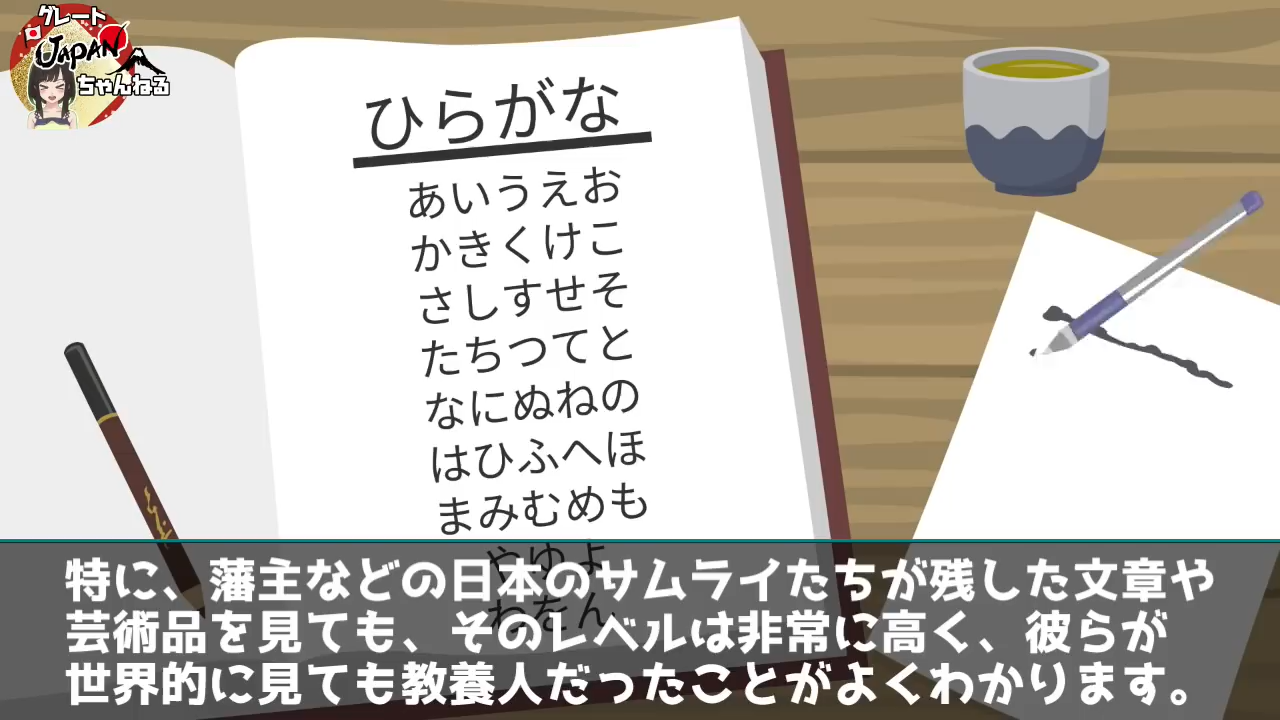 グレート
JAPAN
ちゃんねる
ひらがな
あいうえお
かきくけこ
さしすせそ
たちつてと
なにぬねの
はひふへほ
まみむめも
やゆよ
わをん
特に、藩主などの日本のサムライたちが残した文章や
芸術品を見ても、そのレベルは非常に高く、彼らが
世界的に見ても教養人だったことがよくわかります。